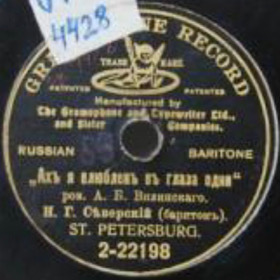 4428
GRAMOPHONE RECORD
TRADE MARK
PATENTED PATENTED
Manufactured by
The Gramophone and Typewriter Ltd.,
and Sister Companies.
RUSSIAN BARITONE
„Ахъ я влюбленъ въ глаза одни“
ром. А. Б. Вилинскаго.
Н. Г. Сѣверскій (баритонъ).
ST. PETERSBURG.
2-22198